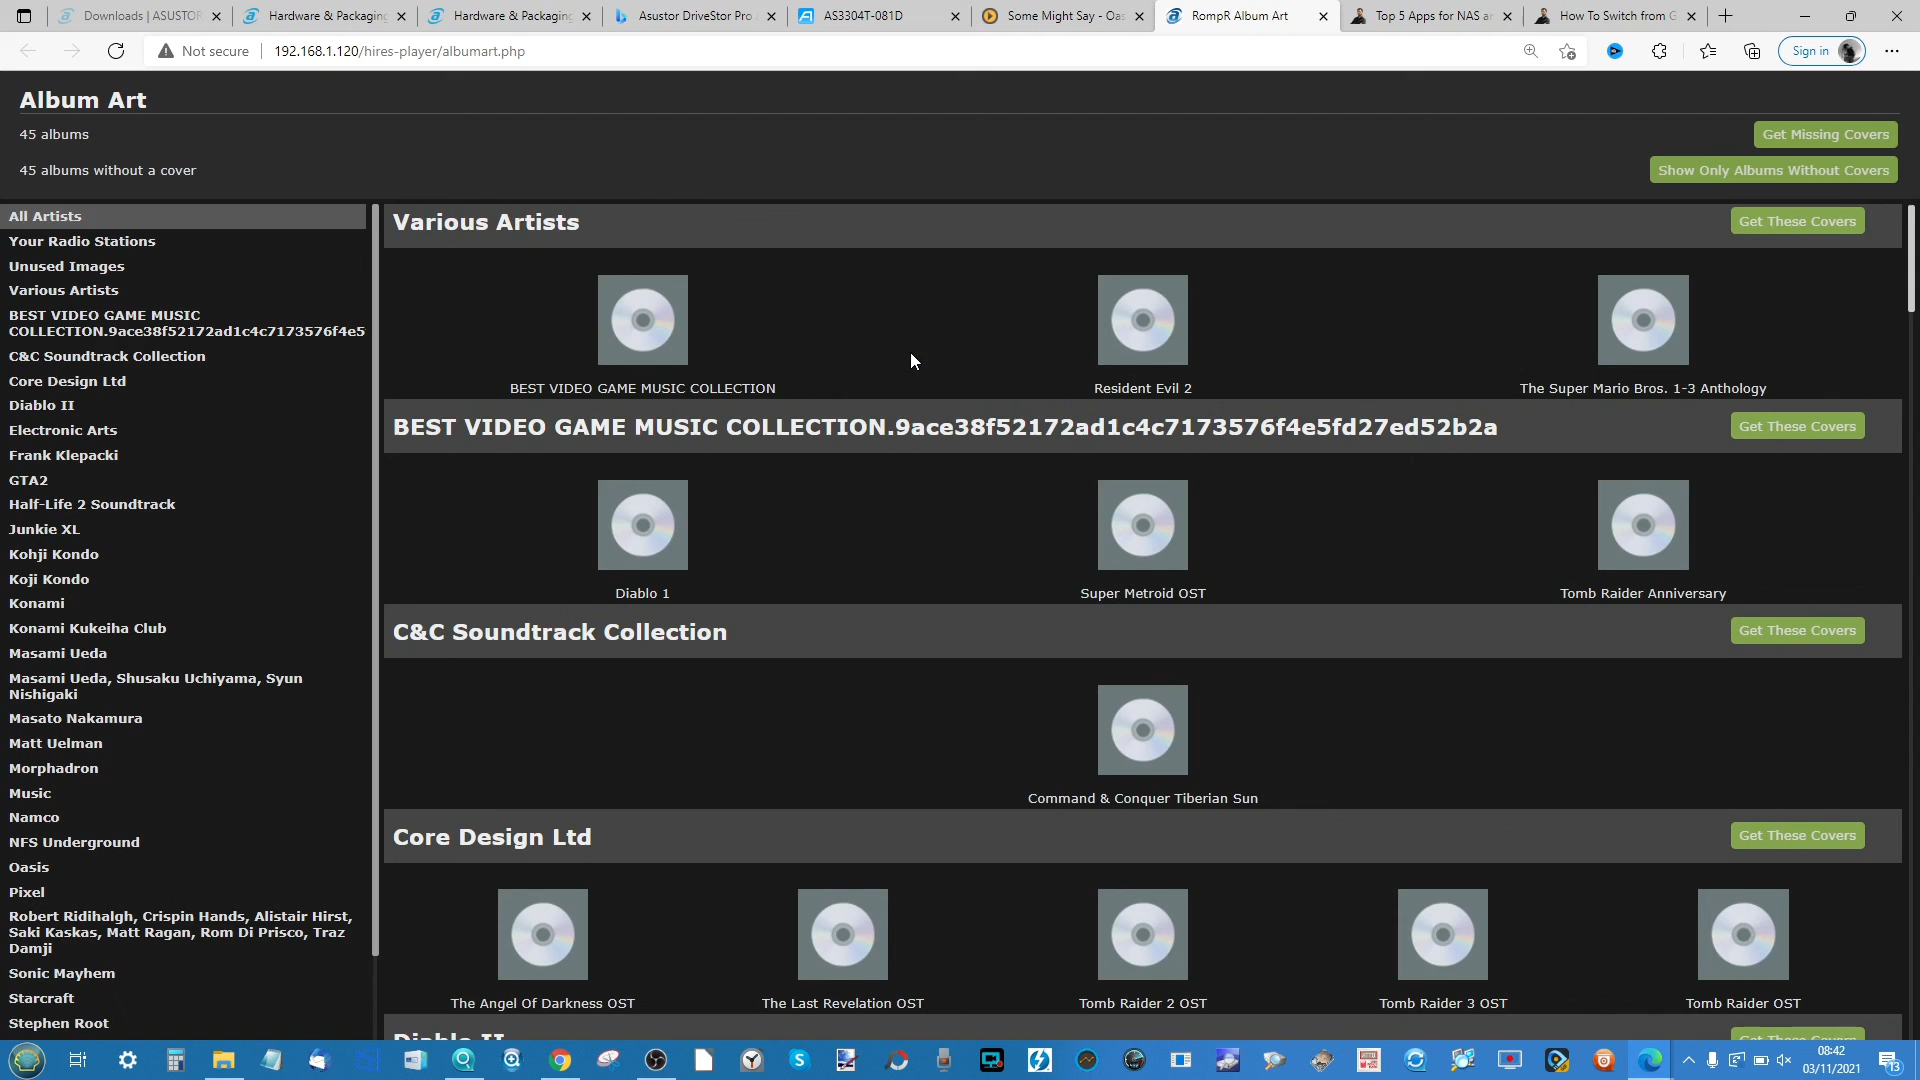 Downloads | ASUSTOR
Hardware & Packaging
Hardware & Packaging
Asustor DriveStor Pro
AS3304T-081D
Some Might Say - Oas
RompR Album Art
Top 5 Apps for NAS an
How To Switch from G
Not secure
192.168.1.120/hires-player/albumart.php
Sign in
Album Art
45 albums
Get Missing Covers
45 albums without a cover
Show Only Albums Without Covers
All Artists
Your Radio Stations
Unused Images
Various Artists
BEST VIDEO GAME MUSIC
COLLECTION.9ace38f52172ad1c4c7173576f4e5
C&C Soundtrack Collection
Core Design Ltd
Diablo II
Electronic Arts
Frank Klepacki
GTA2
Half-Life 2 Soundtrack
Junkie XL
Kohji Kondo
Koji Kondo
Konami
Konami Kukeiha Club
Masami Ueda
Masami Ueda, Shusaku Uchiyama, Syun
Nishigaki
Masato Nakamura
Matt Uelman
Morphadron
Music
Namco
NFS Underground
Oasis
Pixel
Robert Ridihalgh, Crispin Hands, Alistair Hirst,
Saki Kaskas, Matt Ragan, Rom Di Prisco, Traz
Damji
Sonic Mayhem
Starcraft
Stephen Root
Various Artists
Get These Covers
BEST VIDEO GAME MUSIC COLLECTION
Resident Evil 2
The Super Mario Bros. 1-3 Anthology
BEST VIDEO GAME MUSIC COLLECTION.9ace38f52172ad1c4c7173576f4e5fd27ed52b2a
Get These Covers
Diablo 1
Super Metroid OST
Tomb Raider Anniversary
C&C Soundtrack Collection
Get These Covers
Command & Conquer Tiberian Sun
Core Design Ltd
Get These Covers
The Angel Of Darkness OST
The Last Revelation OST
Tomb Raider 2 OST
Tomb Raider 3 OST
Tomb Raider OST
Diablo II
Get These Covers
08:42
03/11/2021
13